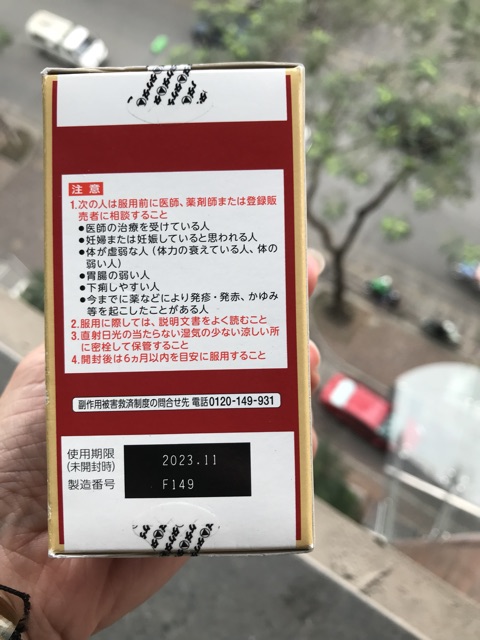 注意
1.次の人は服用前に医師、薬剤師または登録販
売者に相談すること
●医師の治療を受けている人
●妊婦または妊娠していると思われる人
●体が虚弱な人(体力の衰えている人、体の
弱い人)
●胃腸の弱い人
●下痢しやすい人
●今までに薬などにより発疹・発赤、かゆみ
等を起こしたことがある人
2.服用に際しては、説明文書をよく読むこと
3.直射日光の当たらない湿気の少ない涼しい所
に密栓して保管すること
4.開封後は6ヵ月以内を目安に服用すること
副作用被害救済制度の問合せ先 電話0120-149-931
使用期限 2023.11
(未開封時)
製造番号 F149